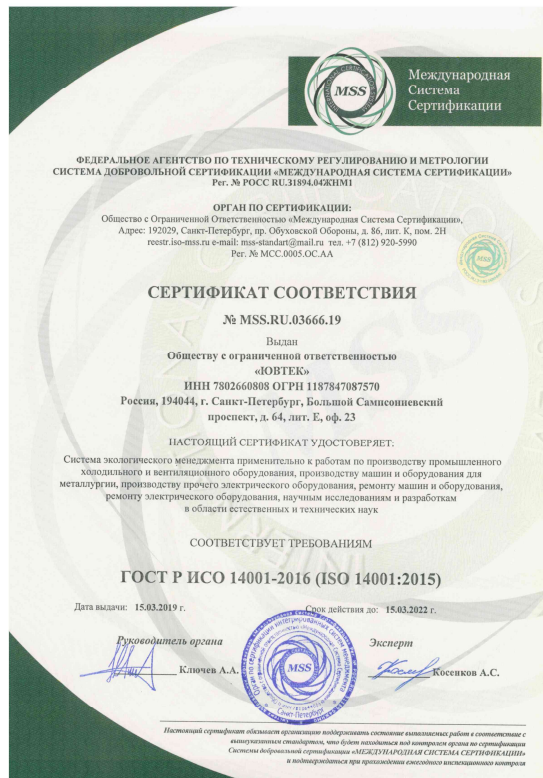 MSS
Международная
Система
Сертификации
ФЕДЕРАЛЬНОЕ АГЕНТСТВО ПО ТЕХНИЧЕСКОМУ РЕГУЛИРОВАНИЮ И МЕТРОЛОГИИ
СИСТЕМА ДОБРОВОЛЬНОЙ СЕРТИФИКАЦИИ «МЕЖДУНАРОДНАЯ СИСТЕМА СЕРТИФИКАЦИИ»
Рег. № РОСС RU.31894.04ЖНМ1
ОРГАН ПО СЕРТИФИКАЦИИ:
Общество с Ограниченной Ответственностью «Международная Система Сертификации»,
Адрес: 192029, Санкт-Петербург, пр. Обуховской Обороны, д. 86, лит. К, пом. 2Н
reestr.iso-mss.ru e-mail: mss-standart@mail.ru тел. +7 (812) 920-5990
Рег. № МСС.0005.ОС.АА
СЕРТИФИКАТ СООТВЕТСТВИЯ
№ MSS.RU.03666.19
Выдан
Обществу с ограниченной ответственностью
«ЮВТЕК»
ИНН 7802660808 ОГРН 1187847087570
Россия, 194044, г. Санкт-Петербург, Большой Сампсониевский
проспект, д. 64, лит. Е, оф. 23
НАСТОЯЩИЙ СЕРТИФИКАТ УДОСТОВЕРЯЕТ:
Система экологического менеджмента применительно к работам по производству промышленного
холодильного и вентиляционного оборудования, производству машин и оборудования для
металлургии, производству прочего электрического оборудования, ремонту машин и оборудования,
ремонту электрического оборудования, научным исследованиям и разработкам
в области естественных и технических наук
СООТВЕТСТВУЕТ ТРЕБОВАНИЯМ
ГОСТ Р ИСО 14001-2016 (ISO 14001:2015)
Дата выдачи: 15.03.2019 г. Срок действия до: 15.03.2022 г.
Руководитель органа Эксперт
Ключев А.А. MSS Косенков А.С.
Санкт-Петербург
Настоящий сертификат обязывает организацию поддерживать состояние выполняемых работ в соответствие с
вышеуказанным стандартом, что будет находиться под контролем органа по сертификации
Системы добровольной сертификации «МЕЖДУНАРОДНАЯ СИСТЕМА СЕРТИФИКАЦИИ»
и подтверждаться при прохождении ежегодного инспекционного контроля